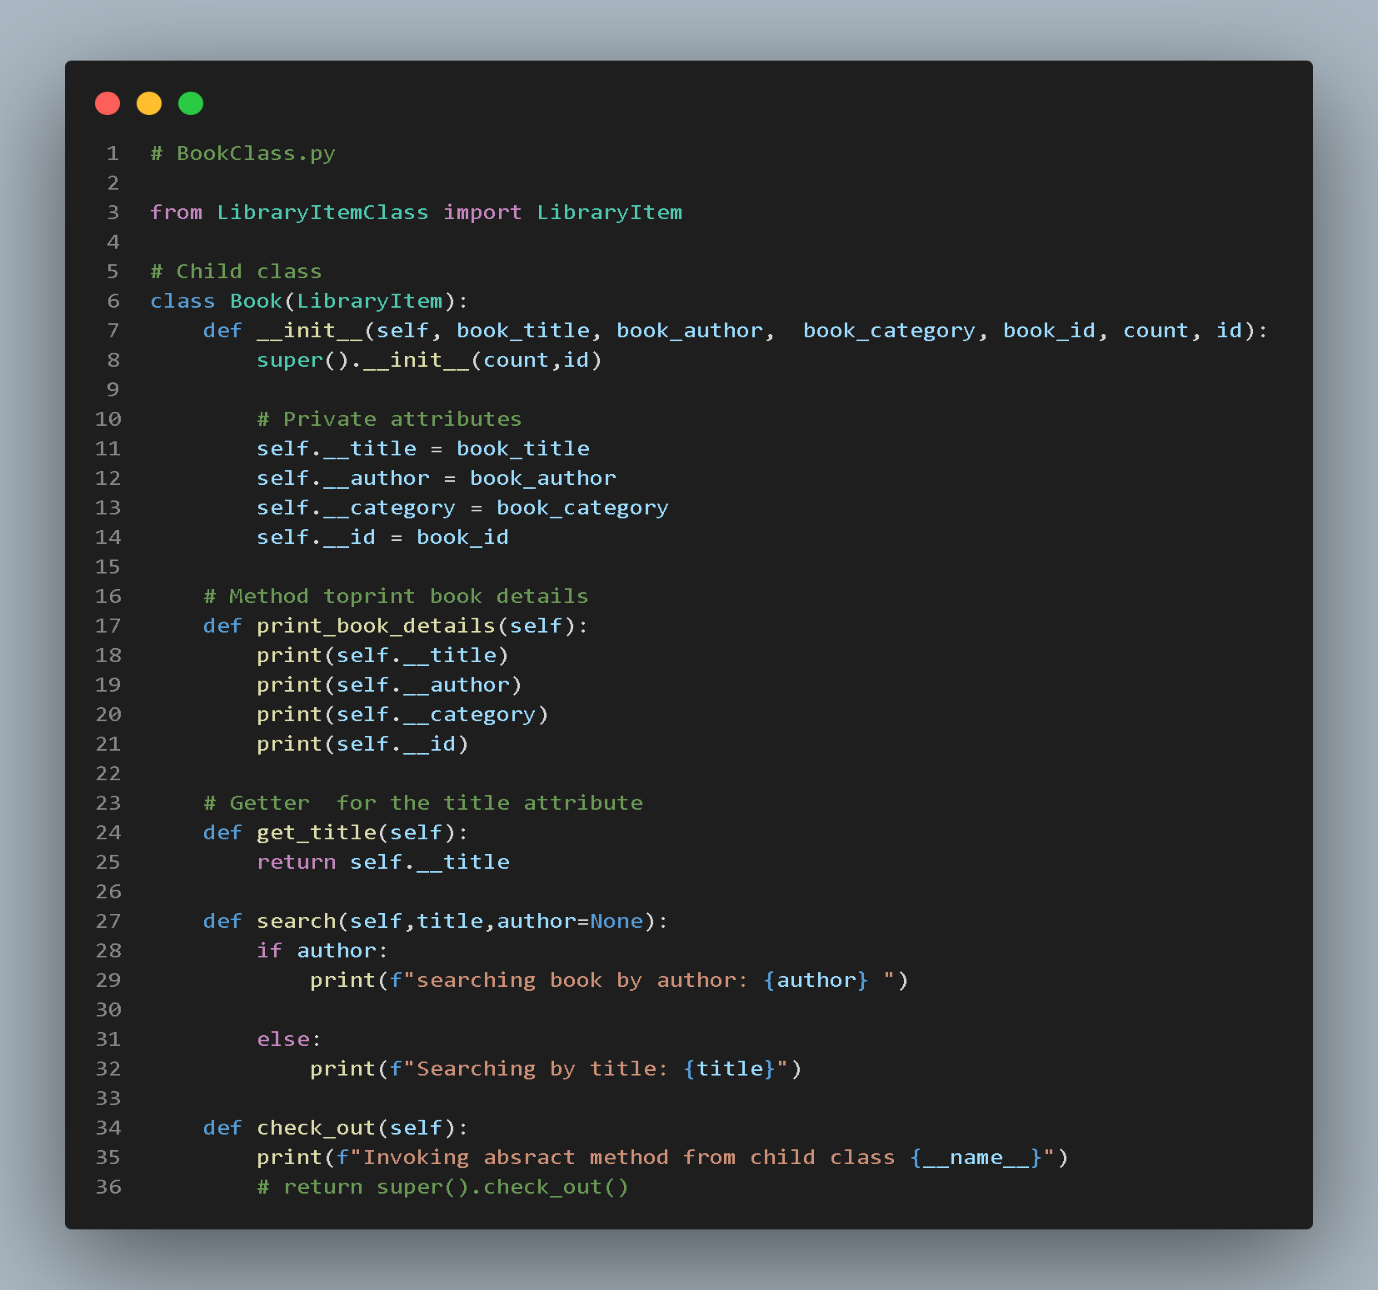 1 # BookClass.py
2
3 from LibraryItemClass import LibraryItem
4
5 # Child class
6 class Book(LibraryItem):
7     def __init__(self, book_title, book_author,  book_category, book_id, count, id):
8         super().__init__(count,id)
9
10         # Private attributes
11         self.__title = book_title
12         self.__author = book_author
13         self.__category = book_category
14         self.__id = book_id
15
16     # Method toprint book details
17     def print_book_details(self):
18         print(self.__title)
19         print(self.__author)
20         print(self.__category)
21         print(self.__id)
22
23     # Getter  for the title attribute
24     def get_title(self):
25         return self.__title
26
27     def search(self,title,author=None):
28         if author:
29             print(f"searching book by author: {author} ")
30
31         else:
32             print(f"Searching by title: {title}")
33
34     def check_out(self):
35         print(f"Invoking absract method from child class {__name__}")
36         # return super().check_out()